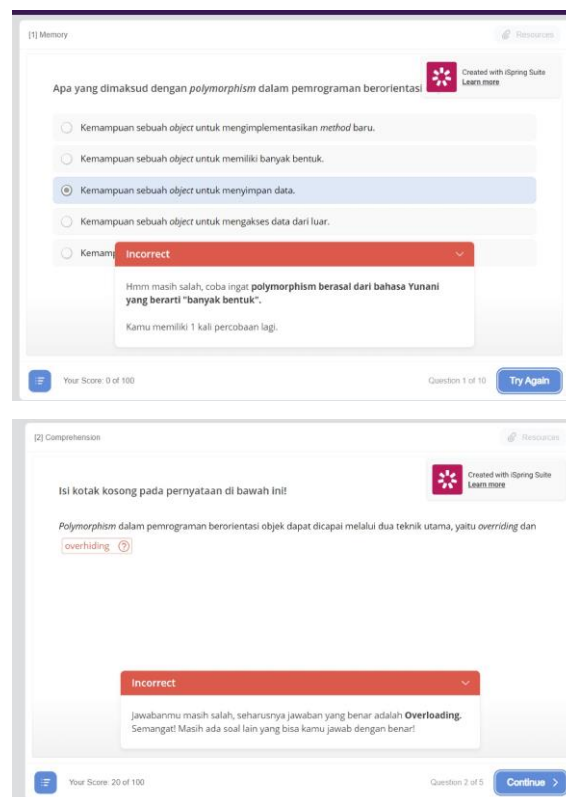 [1] Memory
Resources
Created with iSpring Suite
Learn more
Apa yang dimaksud dengan polymorphism dalam pemrograman berorientasi
Kemampuan sebuah object untuk mengimplementasikan method baru.
Kemampuan sebuah object untuk memiliki banyak bentuk.
Kemampuan sebuah object untuk menyimpan data.
Kemampuan sebuah object untuk mengakses data dari luar.
Kemamp
Incorrect
Hmm masih salah, coba ingat polymorphism berasal dari bahasa Yunani
yang berarti "banyak bentuk".
Kamu memiliki 1 kali percobaan lagi.
Your Score: 0 of 100
Question 1 of 10
Try Again
[2] Comprehension
Resources
Created with iSpring Suite
Learn more
Isi kotak kosong pada pernyataan di bawah ini!
Polymorphism dalam pemrograman berorientasi objek dapat dicapai melalui dua teknik utama, yaitu overriding dan
overhiding
Incorrect
Jawabanmu masih salah, seharusnya jawaban yang benar adalah Overloading.
Semangat! Masih ada soal lain yang bisa kamu jawab dengan benar!
Your Score: 20 of 100
Question 2 of 5
Continue